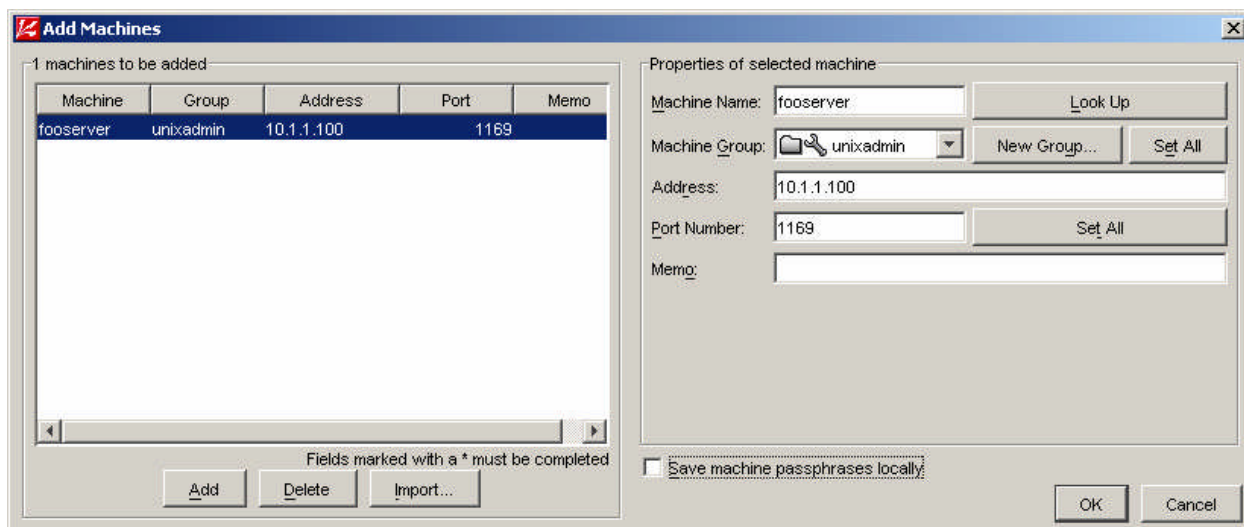 Add Machines
1 machines to be added
Machine Group Address Port Memo
fooserver unixadmin 10.1.1.100 1169
Fields marked with a * must be completed
Add Delete Import...
Properties of selected machine
Machine Name: fooserver Look Up
Machine Group: unixadmin New Group... Set All
Address: 10.1.1.100
Port Number: 1169 Set All
Memo:
Save machine passphrases locally
OK Cancel